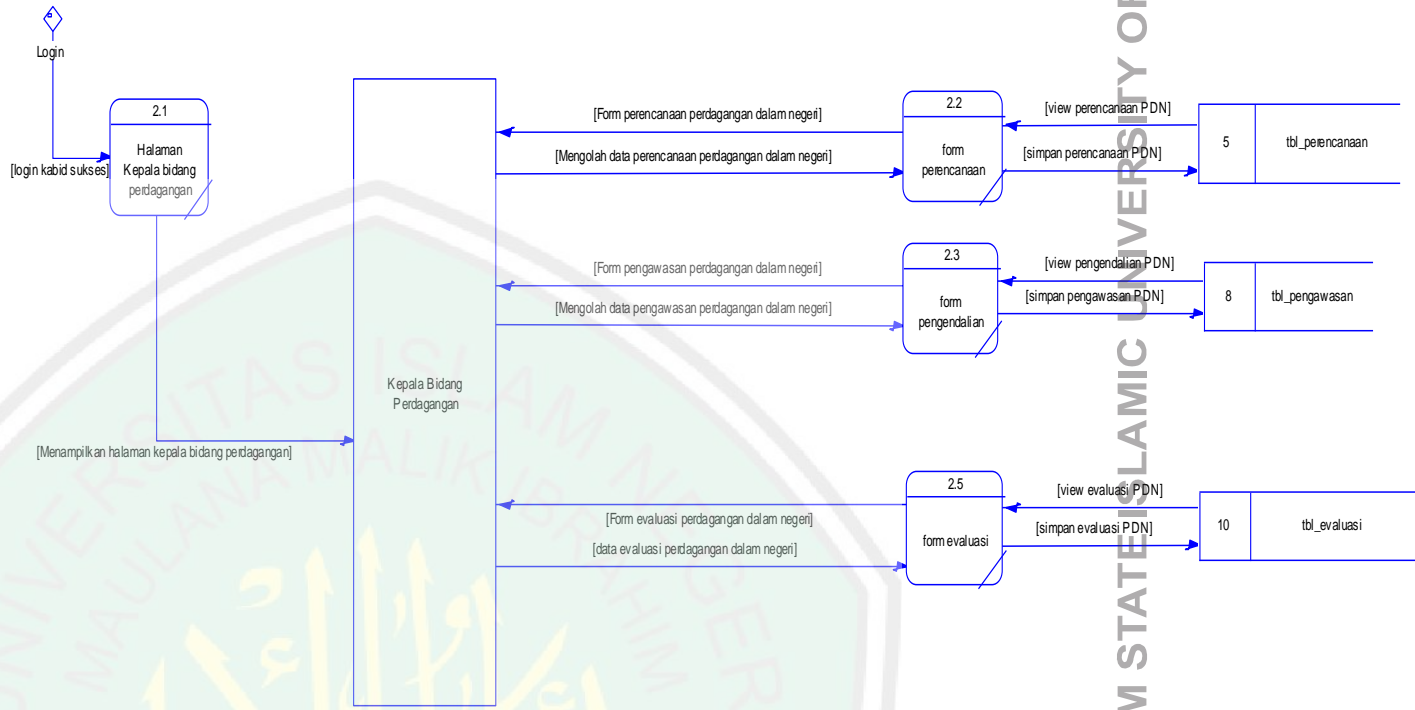 Login
[login kabid sukses]
2.1
Halaman
Kepala bidang
perdagangan
[Menampilkan halaman kepala bidang perdagangan]
Kepala Bidang
Perdagangan
[Form perencanaan perdagangan dalam negeri]
[Mengolah data perencanaan perdagangan dalam negeri]
2.2
form
perencanaan
[view perencanaan PDN]
[simpan perencanaan PDN]
5
tbl_perencanaan
[Form pengawasan perdagangan dalam negeri]
[Mengolah data pengawasan perdagangan dalam negeri]
2.3
form
pengendalian
[view pengendalian PDN]
[simpan pengawasan PDN]
8
tbl_pengawasan
[Form evaluasi perdagangan dalam negeri]
[data evaluasi perdagangan dalam negeri]
2.5
form evaluasi
[view evaluasi PDN]
[simpan evaluasi PDN]
10
tbl_evaluasi
UNIVERSITAS ISLAM NEGER
MAULANA MALIK IBRAHIM
M STATE ISLAMIC UNIVERSITY OF